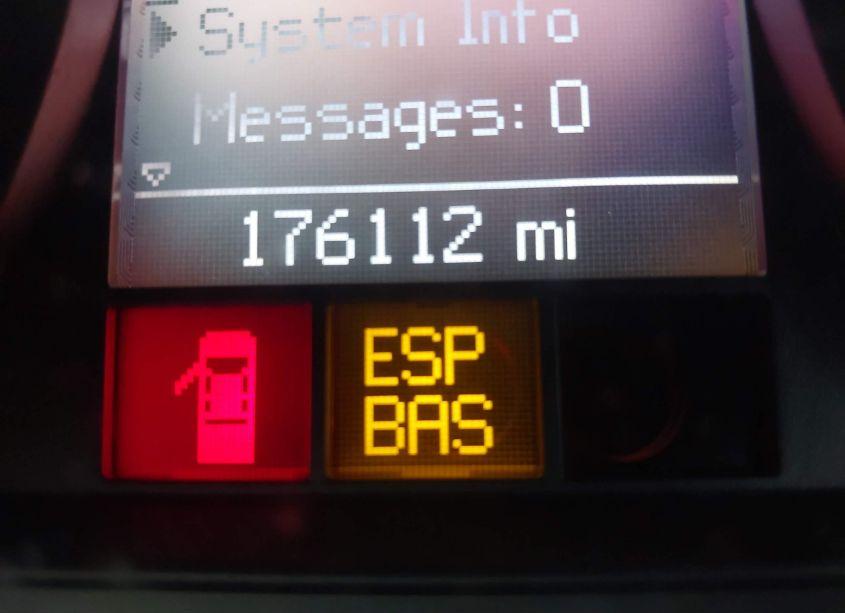 System Info
Messages: 0
176112 mi
ESP
BAS